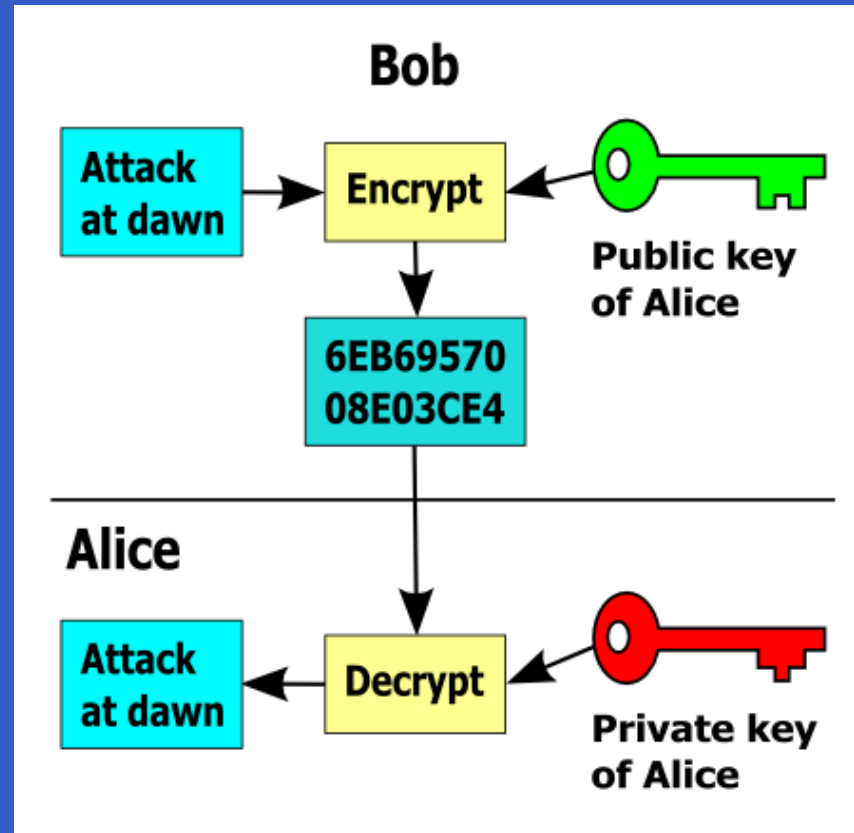 Bob
Attack
at dawn
Encrypt
Public key
of Alice
6EB69570
08E03CE4
Alice
Attack
at dawn
Decrypt
Private key
of Alice